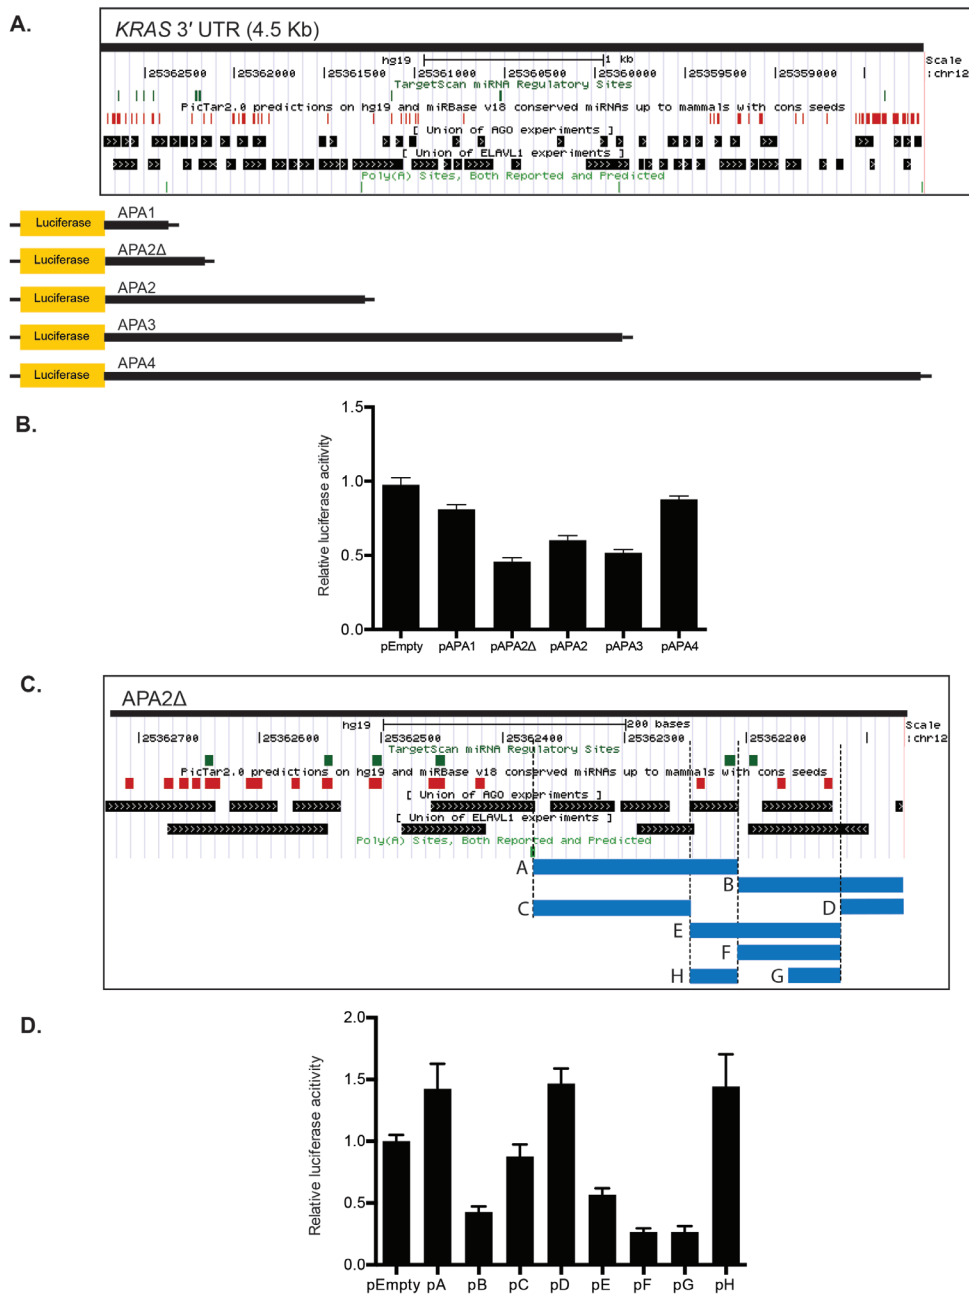 A.
KRAS 3′ UTR (4.5 Kb)
hg19 1 kb Scale
25362500 25362000 25361500 25361000 25360500 25360000 25359500 25359000 :chr12
TargetScan miRNA Regulatory Sites
PicTar2.0 predictions on hg19 and miRBase v18 conserved miRNAs up to mammals with cons seeds
[ Union of AGO experiments ]
[ Union of ELAVL1 experiments ]
Poly(A) Sites, Both Reported and Predicted
Luciferase APA1
Luciferase APA2Δ
Luciferase APA2
Luciferase APA3
Luciferase APA4
B.
Relative luciferase acitivity
1.5
1.0
0.5
0.0
pEmpty pAPA1 pAPA2Δ pAPA2 pAPA3 pAPA4
C.
APA2Δ
hg19 200 bases Scale
25362700 25362600 25362500 25362400 25362300 25362200 :chr12
TargetScan miRNA Regulatory Sites
PicTar2.0 predictions on hg19 and miRBase v18 conserved miRNAs up to mammals with cons seeds
[ Union of AGO experiments ]
[ Union of ELAVL1 experiments ]
Poly(A) Sites, Both Reported and Predicted
A
B
C D
E
F
H G
D.
Relative luciferase acitivity
2.0
1.5
1.0
0.5
0.0
pEmpty pA pB pC pD pE pF pG pH